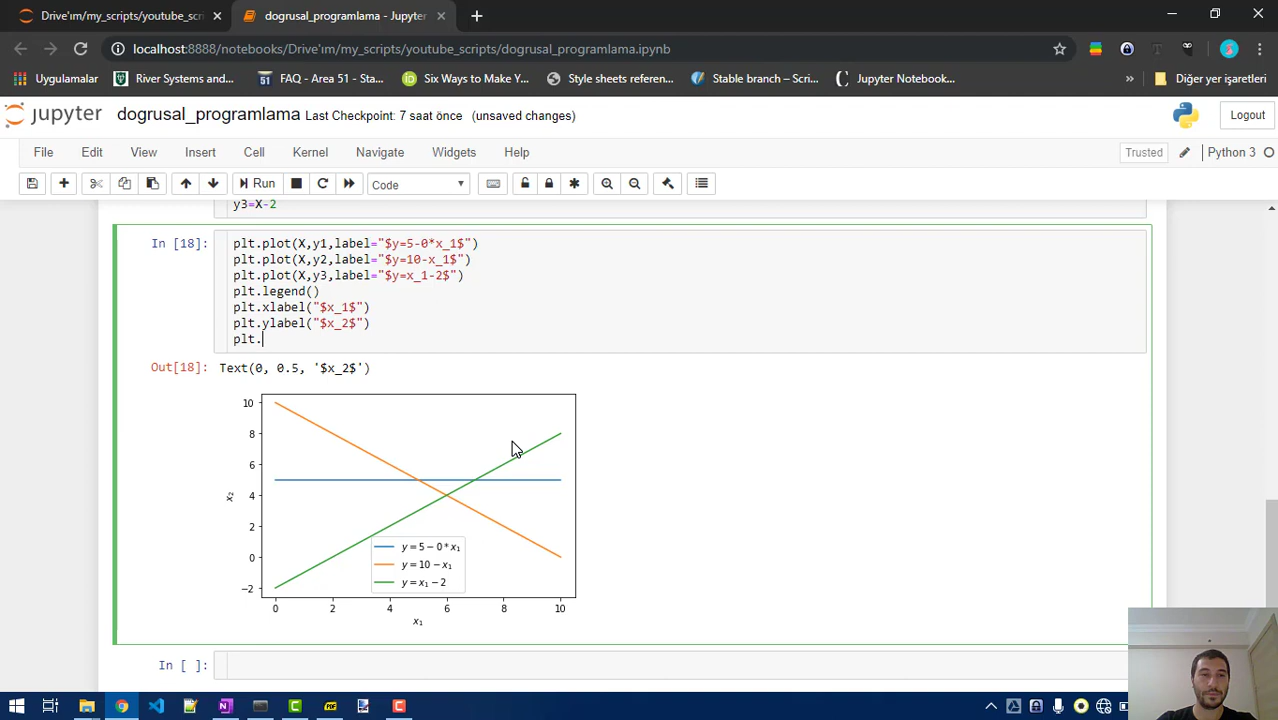 Drive'ım/my_scripts/youtube_scri
dogrusal_programlama - Jupyter
localhost:8888/notebooks/Drive'ım/my_scripts/youtube_scripts/dogrusal_programlama.ipynb
Uygulamalar
River Systems and...
51
FAQ - Area 51 - Sta...
Six Ways to Make Y...
Style sheets referen...
Stable branch — Scri...
Jupyter Notebook...
»
Diğer yer işaretleri
jupyter
dogrusal_programlama Last Checkpoint: 7 saat önce (unsaved changes)
Logout
File Edit View Insert Cell Kernel Navigate Widgets Help
Trusted
Python 3
Run
Code
y3=X-2
In [18]:
plt.plot(X,y1,label="$y=5-0*x_1$")
plt.plot(X,y2,label="$y=10-x_1$")
plt.plot(X,y3,label="$y=x_1-2$")
plt.legend()
plt.xlabel("$x_1$")
plt.ylabel("$x_2$")
plt.
Out[18]: Text(0, 0.5, '$x_2$')
10
8
6
4
2
0
−2
x₂
y = 5 − 0 * x₁
y = 10 − x₁
y = x₁ − 2
0 2 4 6 8 10
x₁
In [ ]: